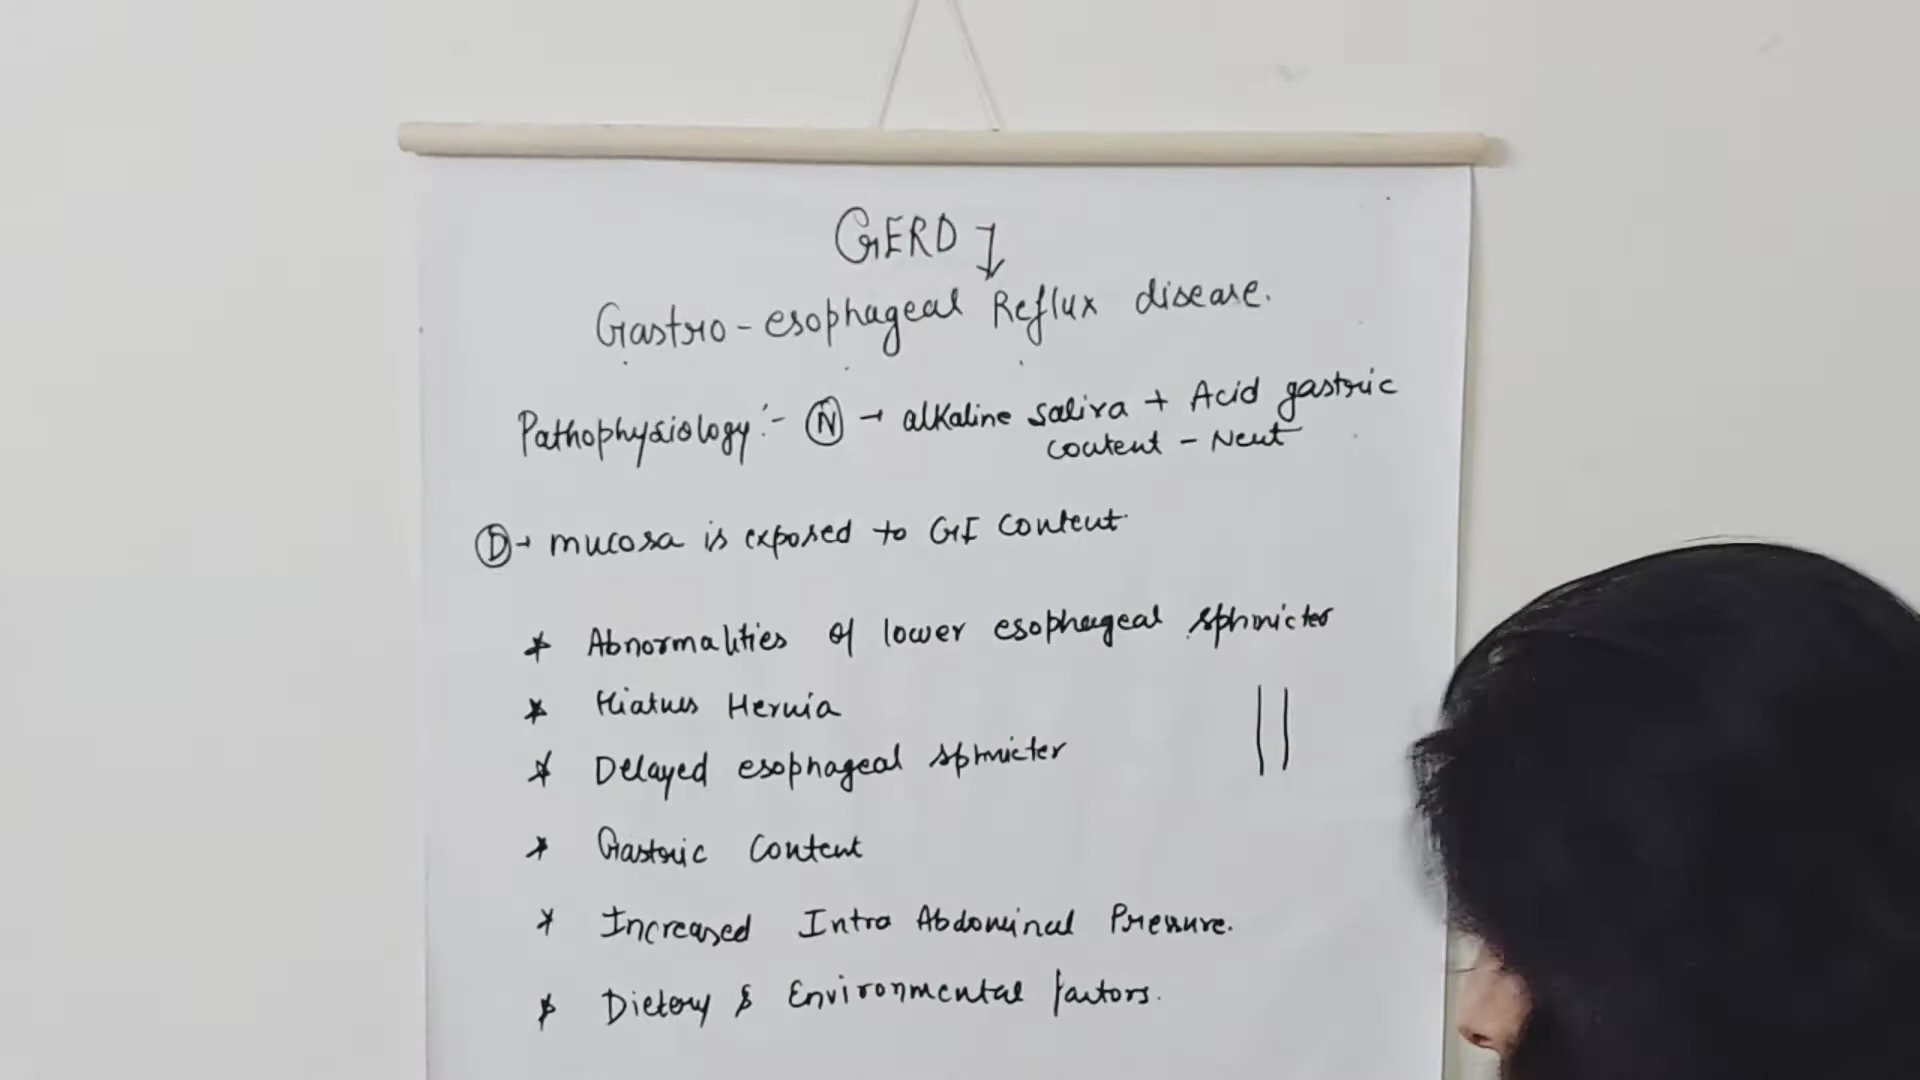 GERD ↓
Gastro-esophageal Reflux disease.
Pathophysiology:- Ⓝ → alkaline saliva + Acid gastric
content - Neut
Ⓓ → mucosa is exposed to GI content
* Abnormalities of lower esophageal sphincter
* Hiatus Hernia
* Delayed esophageal sphincter
* Gastric Content
* Increased Intra Abdominal Pressure.
* Dietary & Environmental factors.